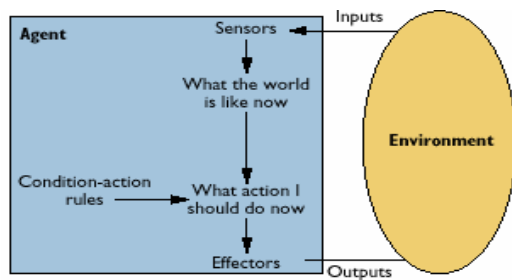 Agent
Sensors
Inputs
What the world
is like now
Environment
Condition-action
rules
What action I
should do now
Effectors
Outputs